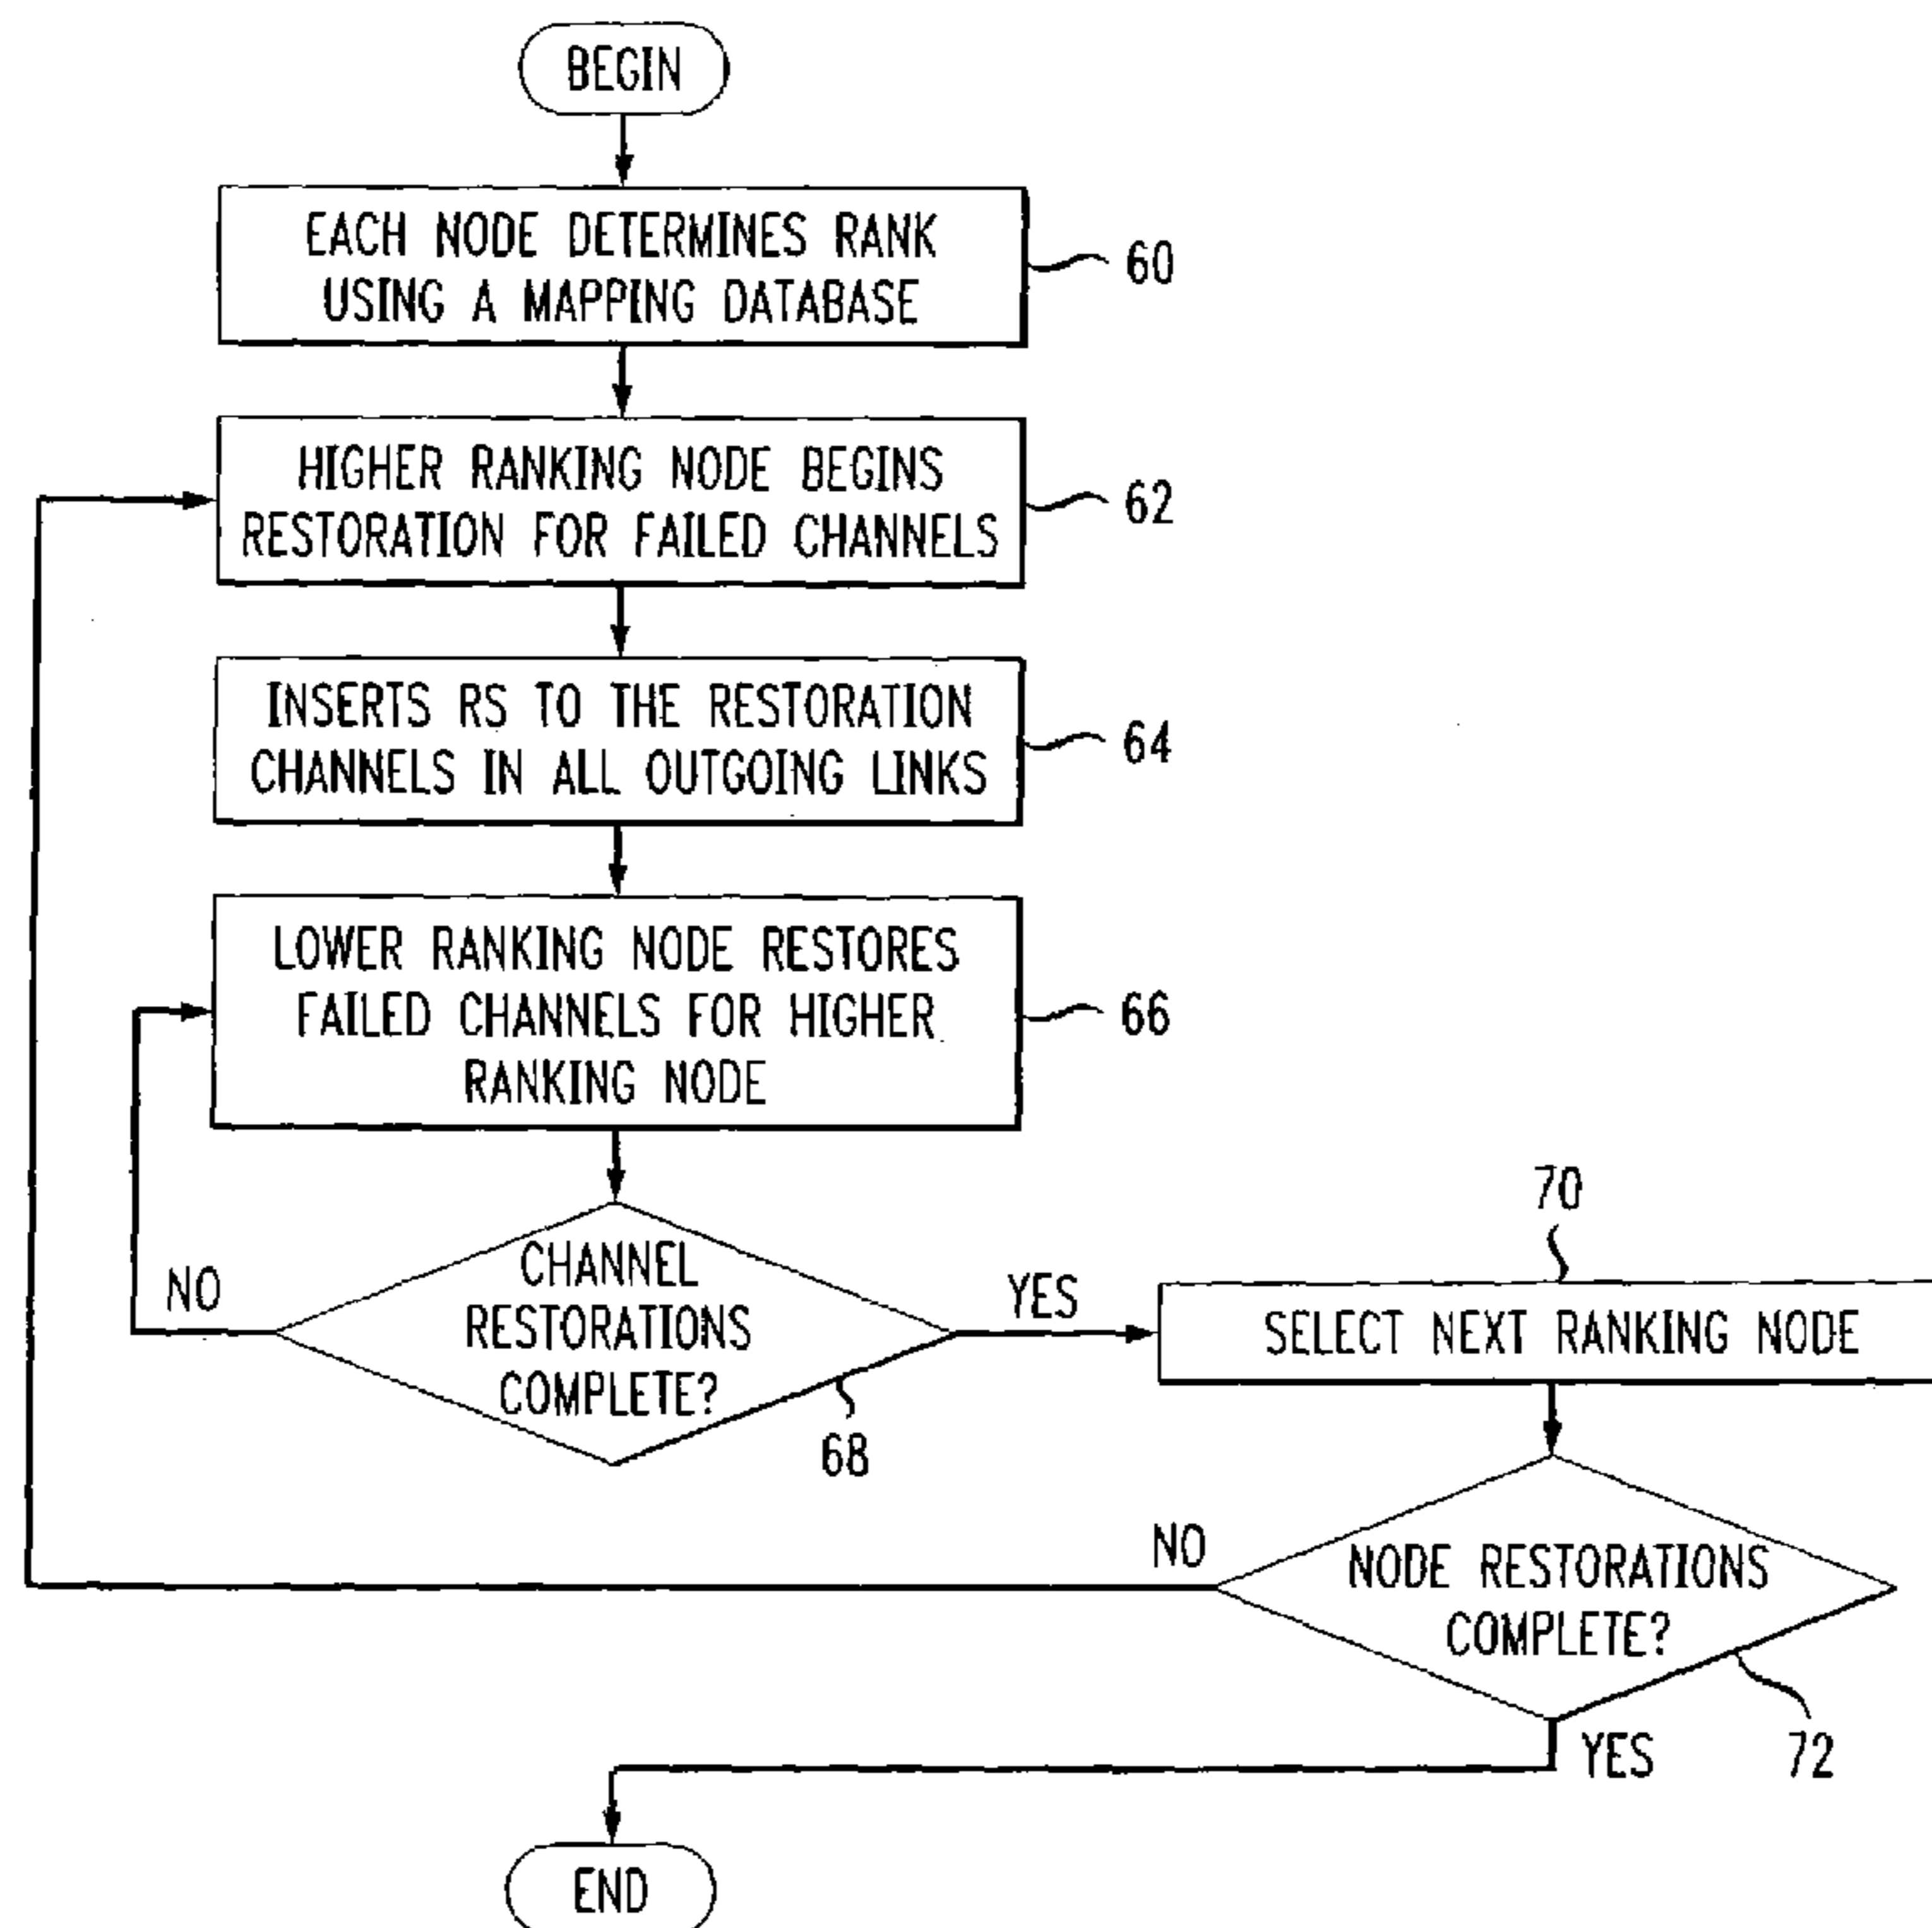 BEGIN
EACH NODE DETERMINES RANK
USING A MAPPING DATABASE
60
HIGHER RANKING NODE BEGINS
RESTORATION FOR FAILED CHANNELS
62
INSERTS RS TO THE RESTORATION
CHANNELS IN ALL OUTGOING LINKS
64
LOWER RANKING NODE RESTORES
FAILED CHANNELS FOR HIGHER
RANKING NODE
66
CHANNEL
RESTORATIONS
COMPLETE?
68
NO
YES
70
SELECT NEXT RANKING NODE
NODE RESTORATIONS
COMPLETE?
72
NO
YES
END